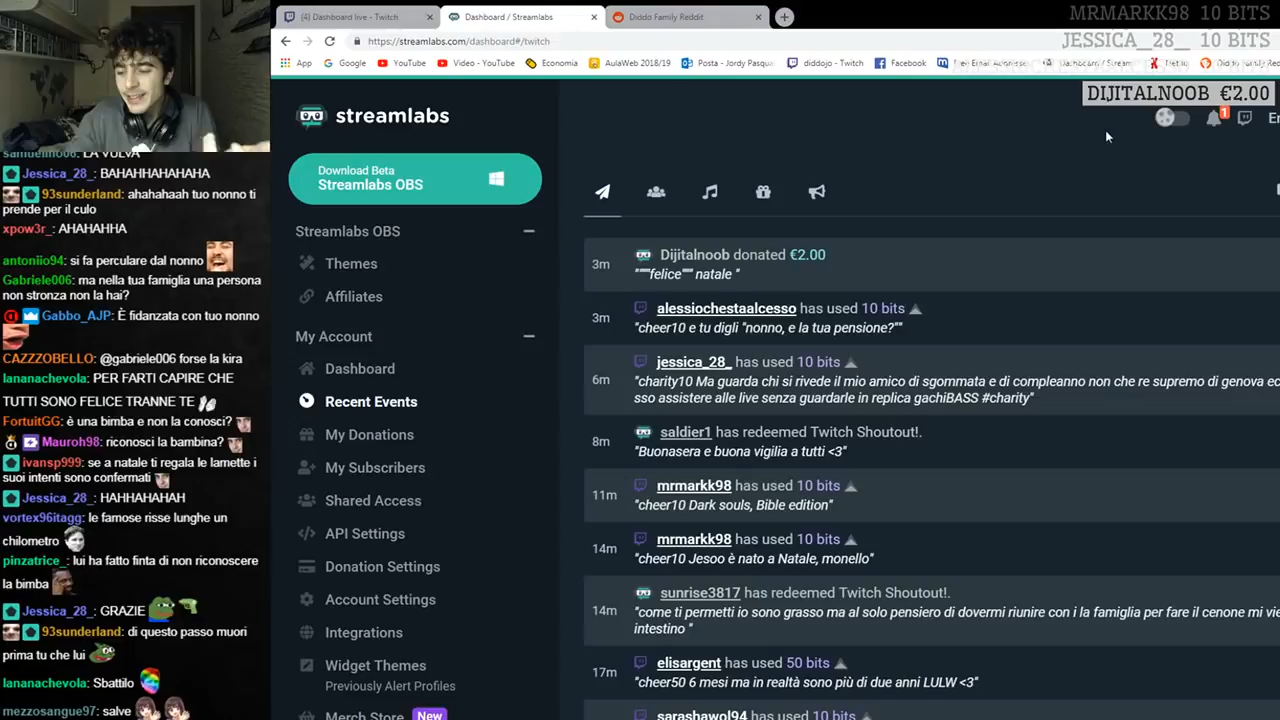 (4) Dashboard live - Twitch
Dashboard / Streamlabs
Diddo Family Reddit
MRMARKK98 10 BITS
https://streamlabs.com/dashboard#/twitch
JESSICA_28_ 10 BITS
App
Google
YouTube
Video - YouTube
Economia
AulaWeb 2018/19
Posta - Jordy Pasqua
diddojo - Twitch
Facebook
DIJITALNOOB €2.00
streamlabs
1
Download Beta
Streamlabs OBS
Streamlabs OBS
Themes
Affiliates
My Account
Dashboard
Recent Events
My Donations
My Subscribers
Shared Access
API Settings
Donation Settings
Account Settings
Integrations
Widget Themes
Previously Alert Profiles
Merch Store New
3m
Dijitalnoob donated €2.00
"""felice"" natale "
3m
alessiochestaalcesso has used 10 bits
"cheer10 e tu digli "nonno, e la tua pensione?""
6m
jessica_28_ has used 10 bits
"charity10 Ma guarda chi si rivede il mio amico di sgommata e di compleanno non che re supremo di genova
sso assistere alle live senza guardarle in replica gachiBASS #charity"
8m
saldier1 has redeemed Twitch Shoutout!.
"Buonasera e buona vigilia a tutti <3"
11m
mrmarkk98 has used 10 bits
"cheer10 Dark souls, Bible edition"
14m
mrmarkk98 has used 10 bits
"cheer10 Jesoo è nato a Natale, monello"
14m
sunrise3817 has redeemed Twitch Shoutout!.
"come ti permetti io sono grasso ma al solo pensiero di dovermi riunire con i la famiglia per fare il cenone mi
intestino "
17m
elisargent has used 50 bits
"cheer50 6 mesi ma in realtà sono più di due anni LULW <3"
sarashawol94 has used 10 bits
LA VULVA
Jessica_28_: BAHAHHAHAHAHA
93sunderland: ahahahaah tuo nonno ti
prende per il culo
xpow3r_: AHAHAHHA
antoniio94: si fa perculare dal nonno
Gabriele006: ma nella tua famiglia una persona
non stronza non la hai?
Gabbo_AJP: È fidanzata con tuo nonno
CAZZZOBELLO: @gabriele006 forse la kira
lananachevola: PER FARTI CAPIRE CHE
TUTTI SONO FELICE TRANNE TE
FortuitGG: è una bimba e non la conosci?
Mauroh98: riconosci la bambina?
ivansp999: se a natale ti regala le lamette i
suoi intenti sono confermati
Jessica_28_: HAHHAHAHAH
vortex96itagg: le famose risse lunghe un
chilometro
pinzatrice_: lui ha fatto finta di non riconoscere
la bimba
Jessica_28_: GRAZIE
93sunderland: di questo passo muori
prima tu che lui
lananachevola: Sbattilo
mezzosangue97: salve